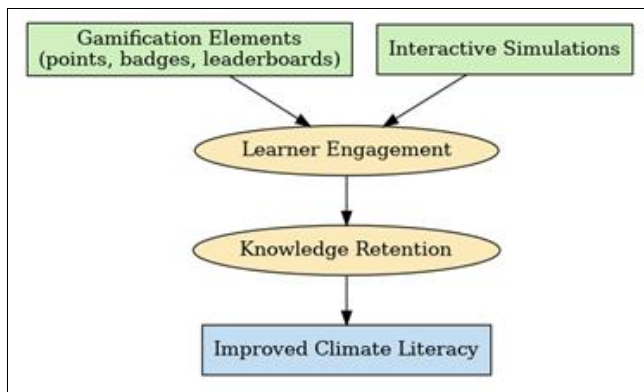 Gamification Elements
(points, badges, leaderboards)
Interactive Simulations
Learner Engagement
Knowledge Retention
Improved Climate Literacy